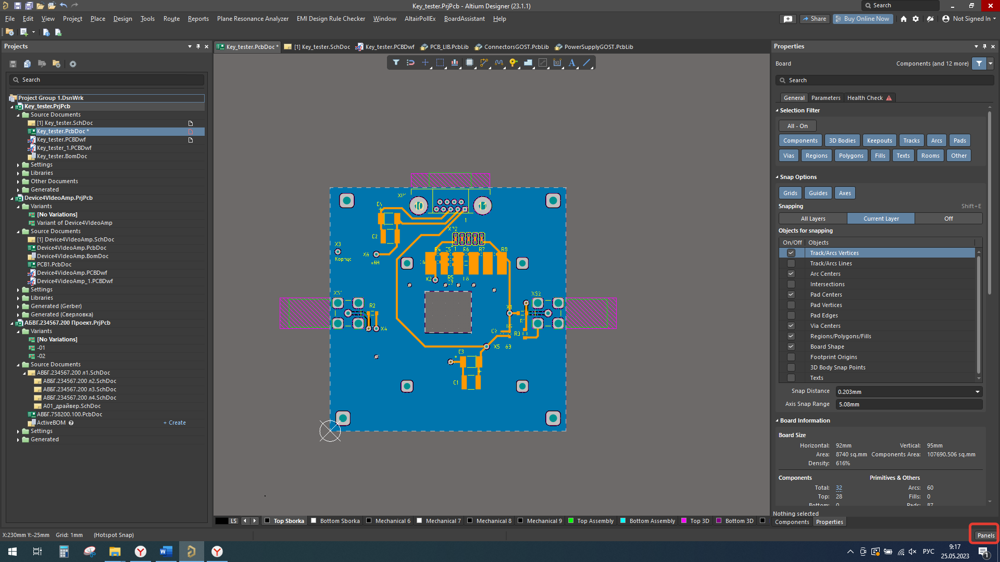 Key_tester.PrjPcb - Altium Designer (23.1.1)
Search
File Edit View Project Place Design Tools Route Reports Plane Resonance Analyzer EMI Design Rule Checker Window AltairPollEx BoardAssistant Help
Share
Buy Online Now
Not Signed In
Projects
Key_tester.PcbDoc *
[1] Key_tester.SchDoc
Key_tester.PCBDwf
PCB_LIB.PcbLib
ConnectorsGOST.PcbLib
PowerSupplyGOST.PcbLib
Search
Project Group 1.DsnWrk
Key_tester.PrjPcb
Source Documents
[1] Key_tester.SchDoc
Key_tester.PcbDoc *
Key_tester.PCBDwf
Key_tester_1.PCBDwf
Key_tester.BomDoc
Settings
Libraries
Other Documents
Generated
Device4VIdeoAmp.PrjPcb
Variants
[No Variations]
Variant of Device4VIdeoAmp
Source Documents
[1] Device4VIdeoAmp.SchDoc
Device4VideoAmp.PcbDoc
Device4VideoAmp.BomDoc
PCB1.PcbDoc
Device4VideoAmp.PCBDwf
Device4VideoAmp_1.PCBDwf
Settings
Libraries
Generated (Gerber)
Generated (Сверловка)
АБВГ.234567.200 Проект.PrjPcb
Variants
[No Variations]
-01
-02
Source Documents
АВБГ.234567.200 л1.SchDoc
АВБГ.234567.200 л2.SchDoc
АВБГ.234567.200 л3.SchDoc
АВБГ.234567.200 л4.SchDoc
А01_драйвер.SchDoc
АВБГ.758200.100.PcbDoc
ActiveBOM
+ Create
Settings
Generated
10
11
1
C2
X3
Корпус
X6
+6Н
R4
R6
R7
R8
X2
R5
XS1
XS2
R2
X4
X1
R3
X5
C3
C1
Properties
Board
Components (and 12 more)
Search
General
Parameters
Health Check
Selection Filter
All - On
Components 3D Bodies Keepouts Tracks Arcs Pads
Vias Regions Polygons Fills Texts Rooms Other
Snap Options
Grids Guides Axes
Snapping
Shift+E
All Layers
Current Layer
Off
Objects for snapping
On/Off Objects
Track/Arcs Vertices
Track/Arcs Lines
Arc Centers
Intersections
Pad Centers
Pad Vertices
Pad Edges
Via Centers
Regions/Polygons/Fills
Board Shape
Footprint Origins
3D Body Snap Points
Texts
Snap Distance 0.203mm
Axis Snap Range 5.08mm
Board Information
Board Size
Horizontal: 92mm Vertical: 95mm
Area: 8740 sq.mm Components Area: 107690.506 sq.mm
Density: 616%
Components Primitives & Others
Total: 32 Arcs: 60
Top: 28 Fills: 0
Bottom: 0 Pads: 87
Nothing selected
Components Properties
LS
Top Sborka
Bottom Sborka
Mechanical 6
Mechanical 7
Mechanical 8
Mechanical 9
Top Assembly
Bottom Assembly
Top 3D
Bottom 3D
X:230mm Y:-25mm Grid: 1mm (Hotspot Snap)
Panels
РУС
9:17
25.05.2023
1